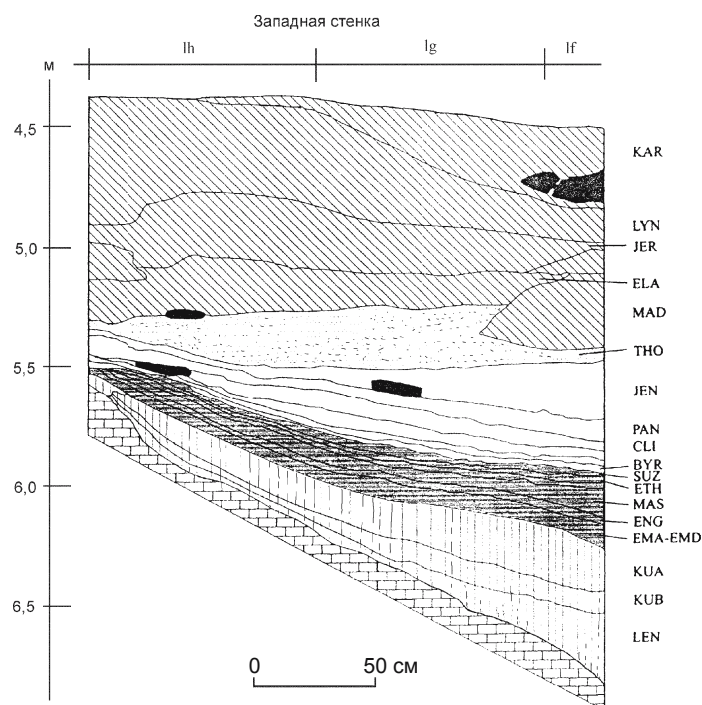 Западная стенка
Ih Ig If
м
4,5
5,0
5,5
6,0
6,5
KAR
LYN
JER
ELA
MAD
THO
JEN
PAN
CLI
BYR
SUZ
ETH
MAS
ENG
EMA-EMD
KUA
KUB
LEN
0 50 см